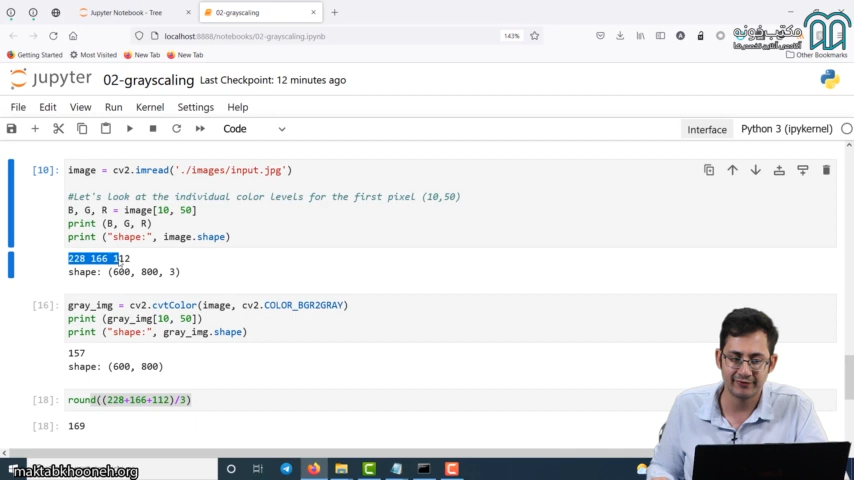 Jupyter Notebook - Tree
02-grayscaling
localhost:8888/notebooks/02-grayscaling.ipynb
143%
مکتب‌خونه
Getting Started
Most Visited
New Tab
New Tab
Other Bookmarks
jupyter
02-grayscaling
Last Checkpoint: 12 minutes ago
File Edit View Run Kernel Settings Help
Code
Interface
Python 3 (ipykernel)
[10]:
image = cv2.imread('./images/input.jpg')
#Let's look at the individual color levels for the first pixel (10,50)
B, G, R = image[10, 50]
print (B, G, R)
print ("shape:", image.shape)
228 166 112
shape: (600, 800, 3)
[16]:
gray_img = cv2.cvtColor(image, cv2.COLOR_BGR2GRAY)
print (gray_img[10, 50])
print ("shape:", gray_img.shape)
157
shape: (600, 800)
[18]:
round((228+166+112)/3)
[18]:
169
maktabkhooneh.org